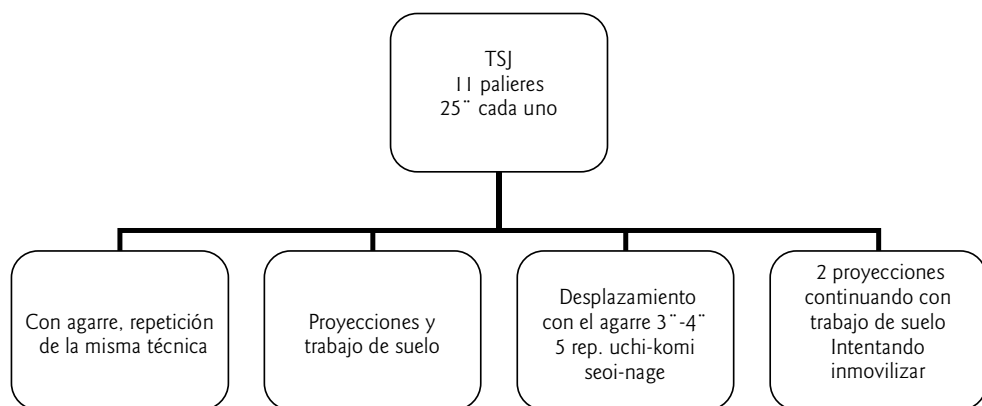 TSJ
11 palieres
25¨ cada uno
Con agarre, repetición
de la misma técnica
Proyecciones y
trabajo de suelo
Desplazamiento
con el agarre 3¨-4¨
5 rep. uchi-komi
seoi-nage
2 proyecciones
continuando con
trabajo de suelo
Intentando
inmovilizar